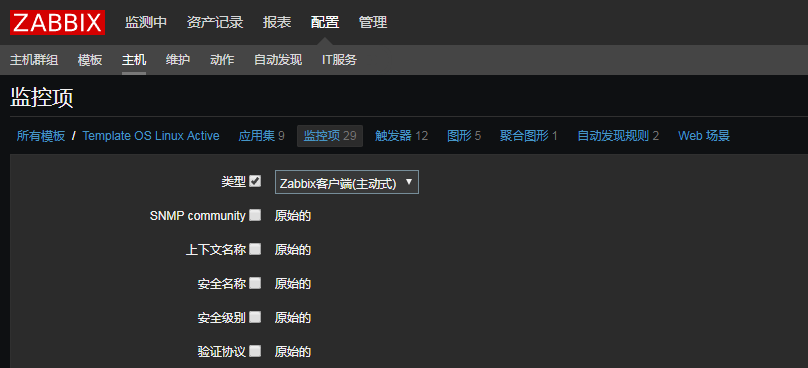 ZABBIX 监测中 资产记录 报表 配置 管理
主机群组 模板 主机 维护 动作 自动发现 IT服务
监控项
所有模板 / Template OS Linux Active 应用集 9 监控项 29 触发器 12 图形 5 聚合图形 1 自动发现规则 2 Web 场景
类型 Zabbix客户端(主动式)
SNMP community 原始的
上下文名称 原始的
安全名称 原始的
安全级别 原始的
验证协议 原始的